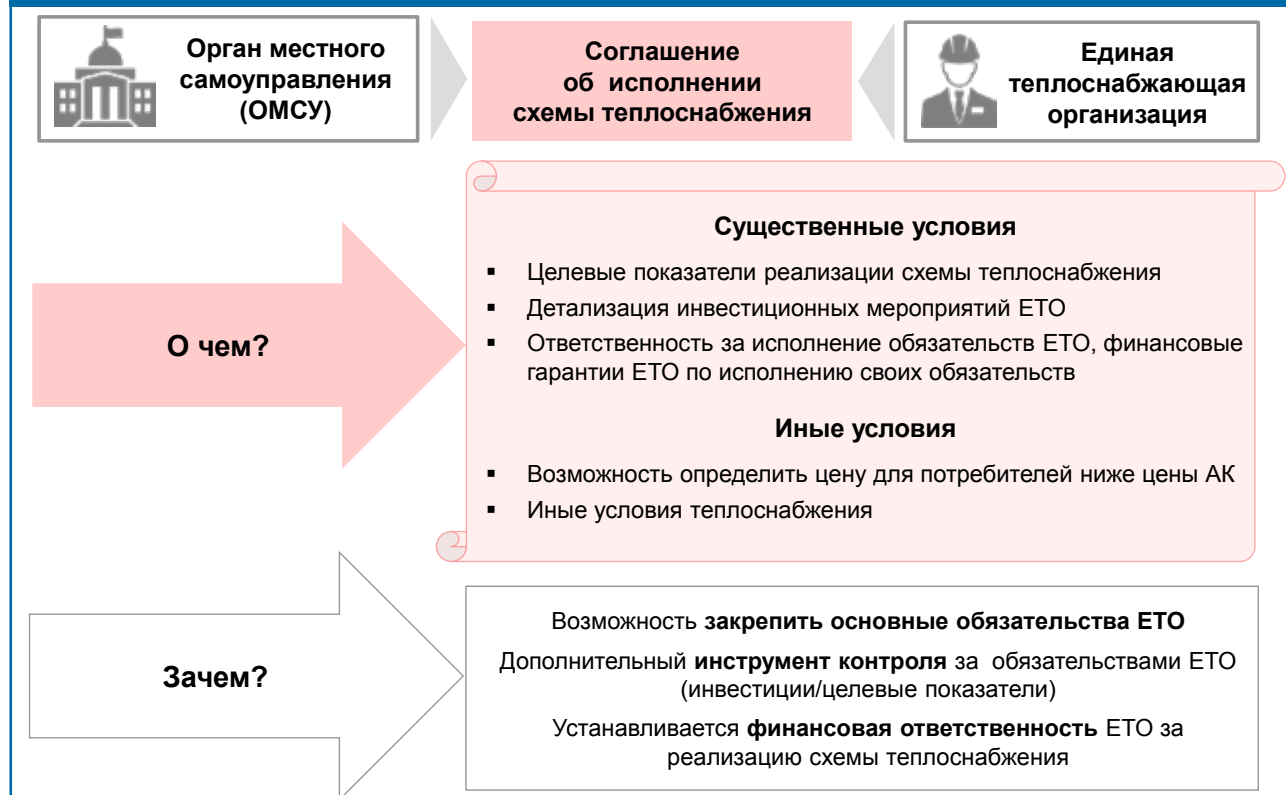 Орган местного
самоуправления
(ОМСУ)
Соглашение
об исполнении
схемы теплоснабжения
Единая
теплоснабжающая
организация
О чем?
Существенные условия
▪ Целевые показатели реализации схемы теплоснабжения
▪ Детализация инвестиционных мероприятий ЕТО
▪ Ответственность за исполнение обязательств ЕТО, финансовые
гарантии ЕТО по исполнению своих обязательств
Иные условия
▪ Возможность определить цену для потребителей ниже цены АК
▪ Иные условия теплоснабжения
Зачем?
Возможность закрепить основные обязательства ЕТО
Дополнительный инструмент контроля за обязательствами ЕТО
(инвестиции/целевые показатели)
Устанавливается финансовая ответственность ЕТО за
реализацию схемы теплоснабжения